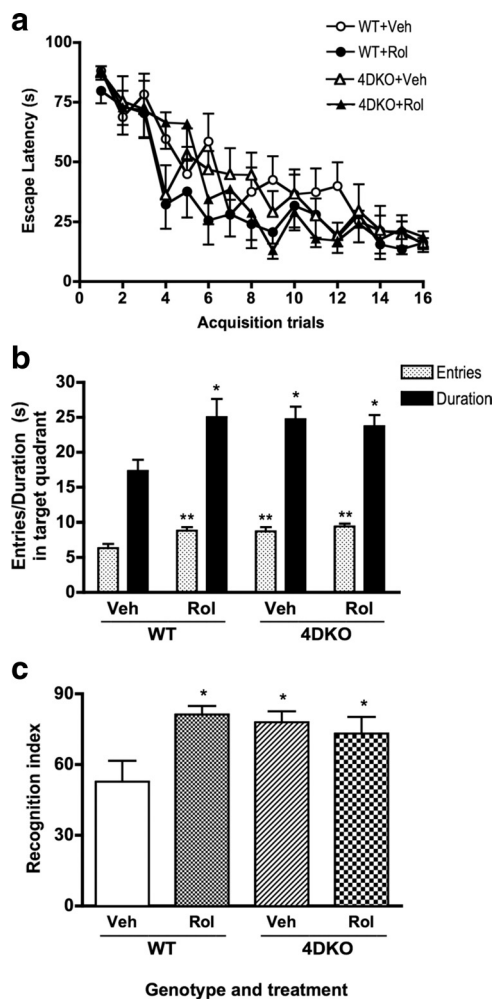 a
WT+Veh
WT+Rol
4DKO+Veh
4DKO+Rol
Escape Latency (s)
100
75
50
25
0
0 2 4 6 8 10 12 14 16
Acquisition trials
b
Entries
Duration
Entries/Duration (s)
in target quadrant
30
25
20
15
10
5
0
* * *
** ** **
Veh Rol Veh Rol
WT 4DKO
c
Recognition index
90
60
30
0
* * *
Veh Rol Veh Rol
WT 4DKO
Genotype and treatment